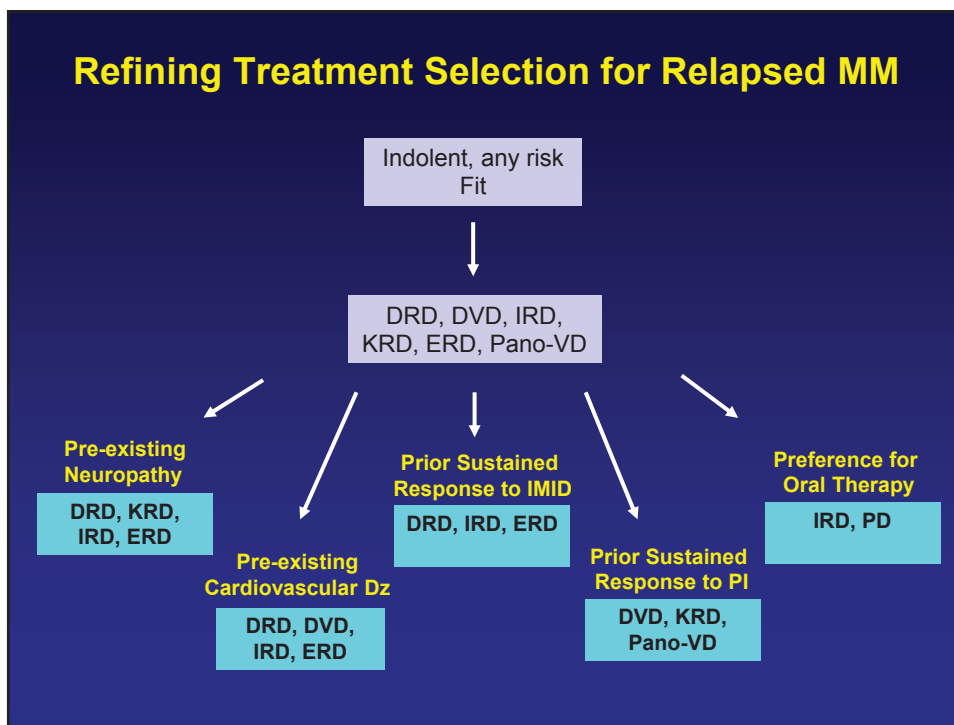 Refining Treatment Selection for Relapsed MM
Indolent, any risk
Fit
DRD, DVD, IRD,
KRD, ERD, Pano-VD
Pre-existing
Neuropathy
DRD, KRD,
IRD, ERD
Pre-existing
Cardiovascular Dz
DRD, DVD,
IRD, ERD
Prior Sustained
Response to IMID
DRD, IRD, ERD
Prior Sustained
Response to PI
DVD, KRD,
Pano-VD
Preference for
Oral Therapy
IRD, PD